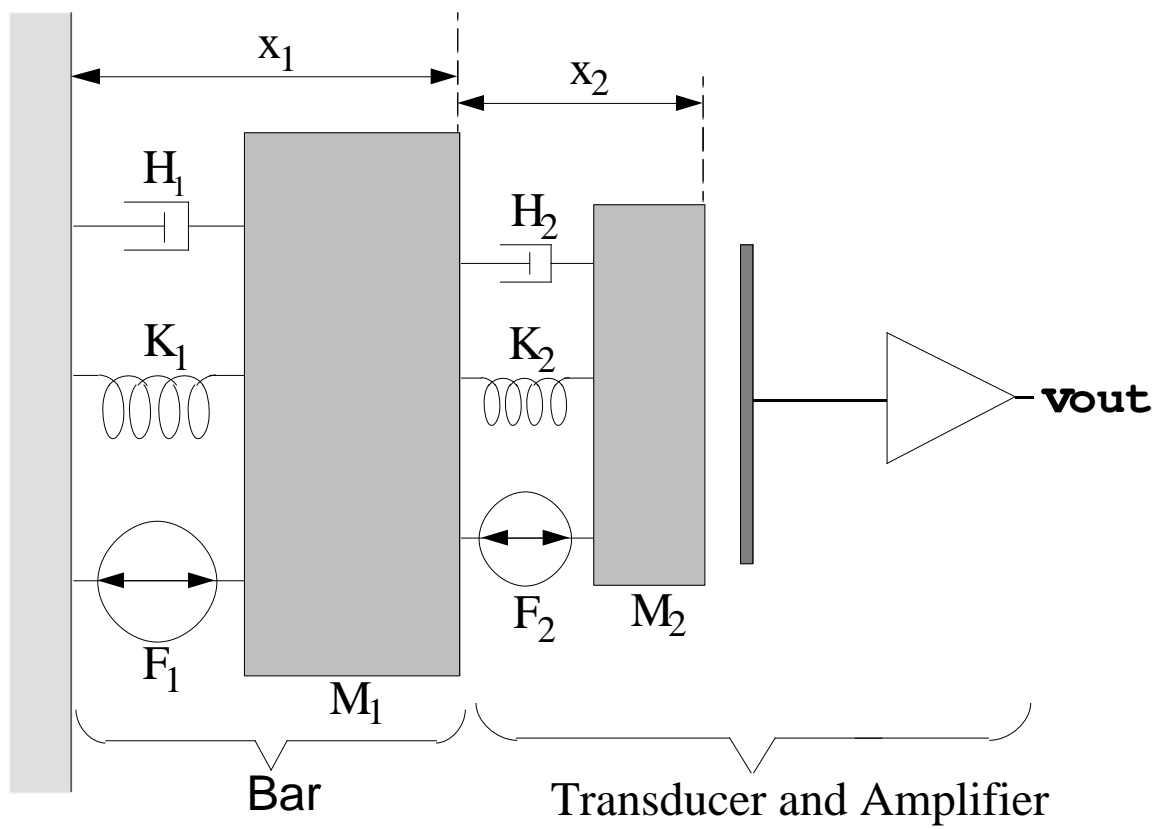 x1
x2
H1
H2
K1
K2
vout
F1
F2
M1
M2
Bar
Transducer and Amplifier